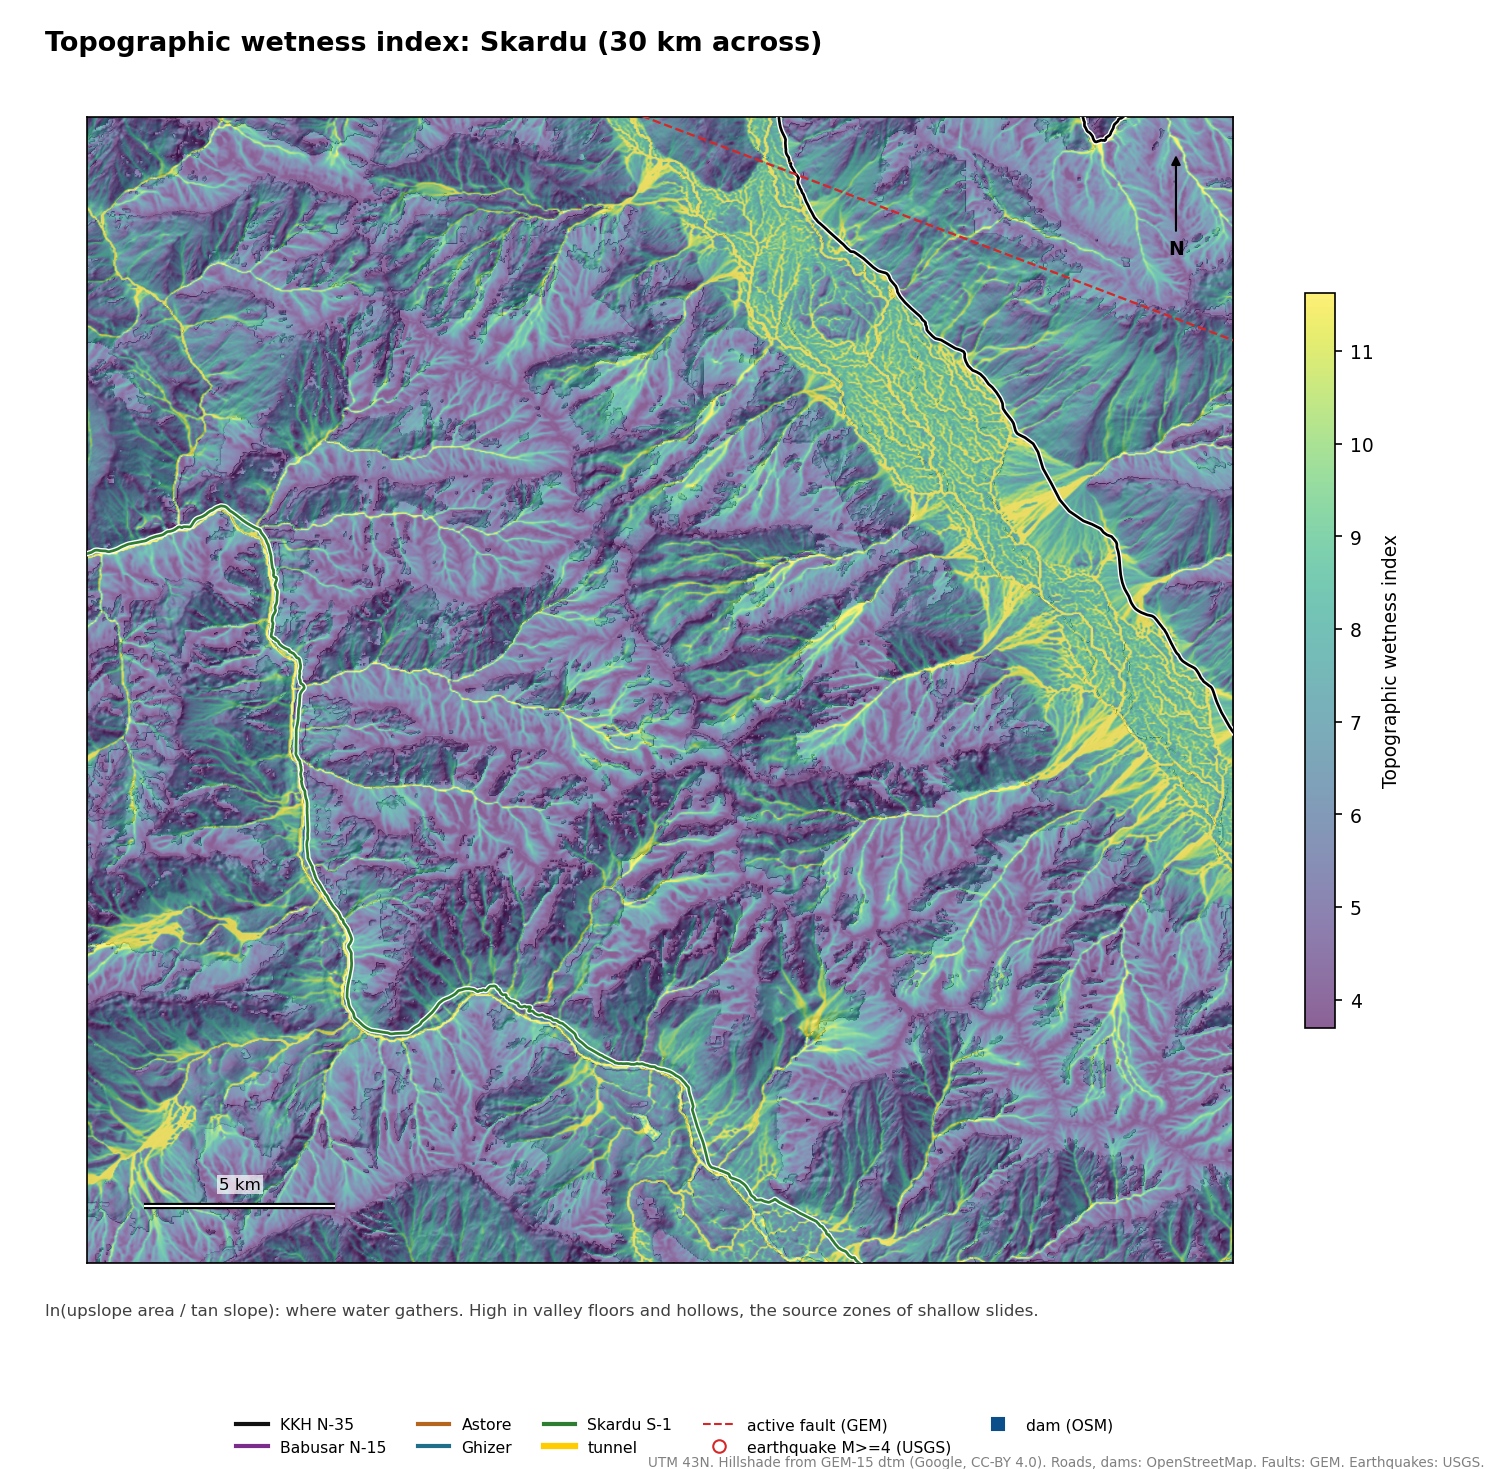 Topographic wetness index: Skardu (30 km across)
N
11
10
9
8
7
6
5
4
Topographic wetness index
5 km
ln(upslope area / tan slope): where water gathers. High in valley floors and hollows, the source zones of shallow slides.
KKH N-35
Babusar N-15
Astore
Ghizer
Skardu S-1
tunnel
active fault (GEM)
earthquake M>=4 (USGS)
dam (OSM)
UTM 43N. Hillshade from GEM-15 dtm (Google, CC-BY 4.0). Roads, dams: OpenStreetMap. Faults: GEM. Earthquakes: USGS.